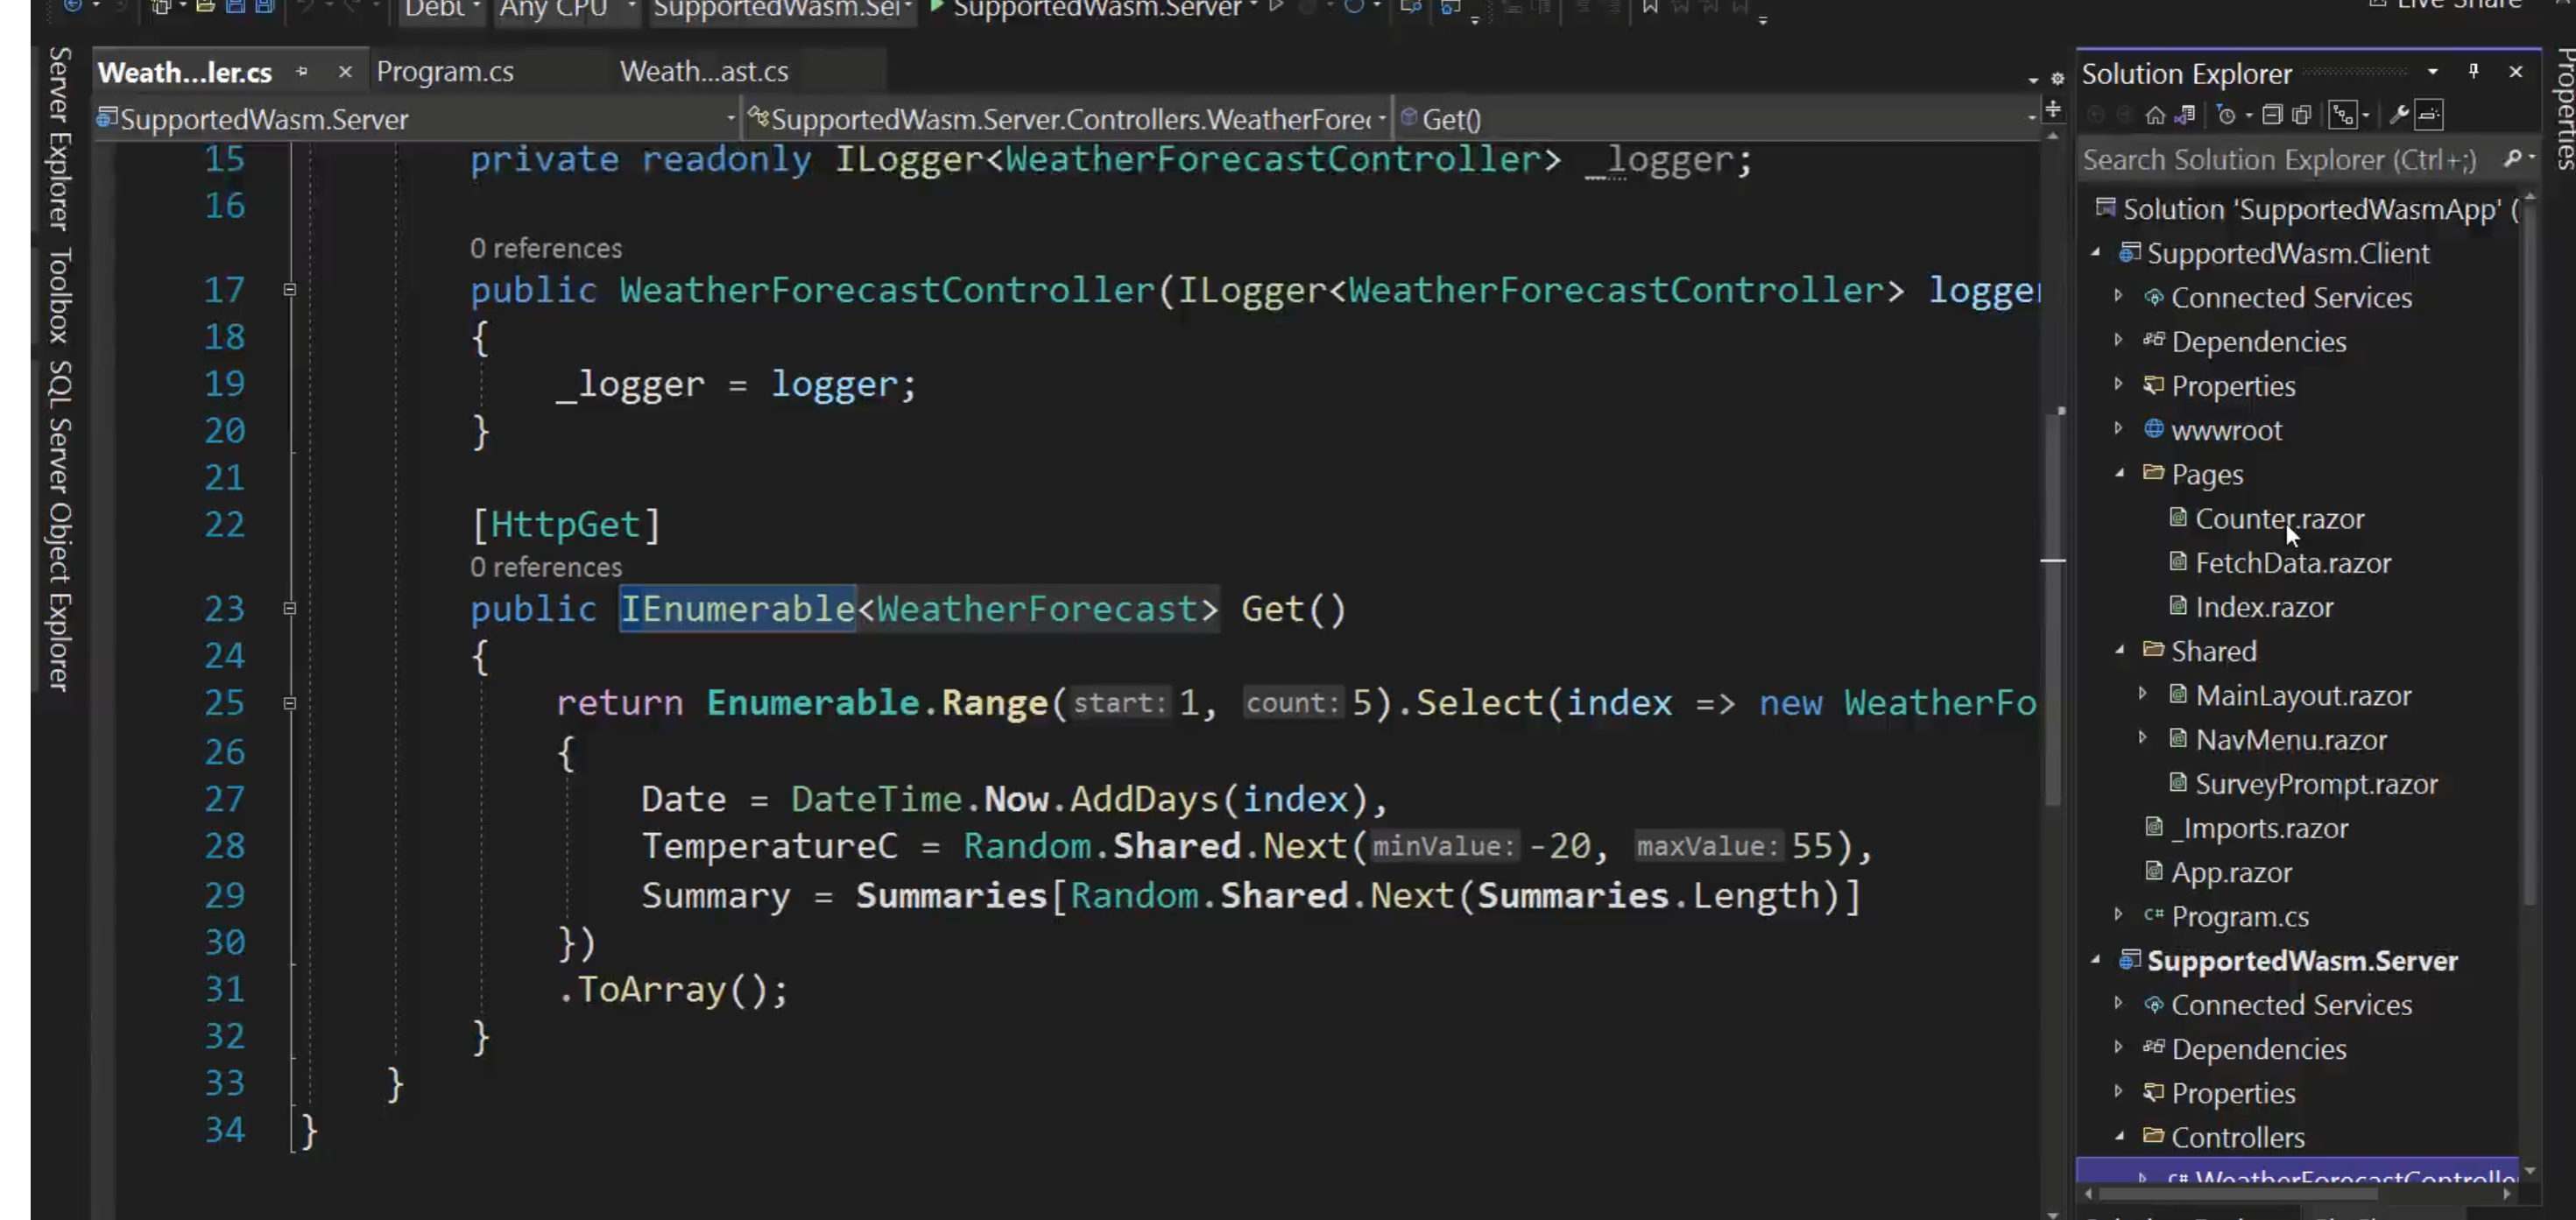 Any CPU
SupportedWasm.Server
Live Share
Server Explorer
Toolbox
SQL Server Object Explorer
Weath...ler.cs
Program.cs
Weath...ast.cs
SupportedWasm.Server
SupportedWasm.Server.Controllers.WeatherForec
Get()
15 private readonly ILogger<WeatherForecastController> _logger;
16
0 references
17 public WeatherForecastController(ILogger<WeatherForecastController> logger
18 {
19 _logger = logger;
20 }
21
22 [HttpGet]
0 references
23 public IEnumerable<WeatherForecast> Get()
24 {
25 return Enumerable.Range(start: 1, count: 5).Select(index => new WeatherFo
26 {
27 Date = DateTime.Now.AddDays(index),
28 TemperatureC = Random.Shared.Next(minValue: -20, maxValue: 55),
29 Summary = Summaries[Random.Shared.Next(Summaries.Length)]
30 })
31 .ToArray();
32 }
33 }
34 }
Solution Explorer
Search Solution Explorer (Ctrl+;)
Solution 'SupportedWasmApp' (
SupportedWasm.Client
Connected Services
Dependencies
Properties
wwwroot
Pages
Counter.razor
FetchData.razor
Index.razor
Shared
MainLayout.razor
NavMenu.razor
SurveyPrompt.razor
_Imports.razor
App.razor
C# Program.cs
SupportedWasm.Server
Connected Services
Dependencies
Properties
Controllers
C# WeatherForecastControlle
Properties